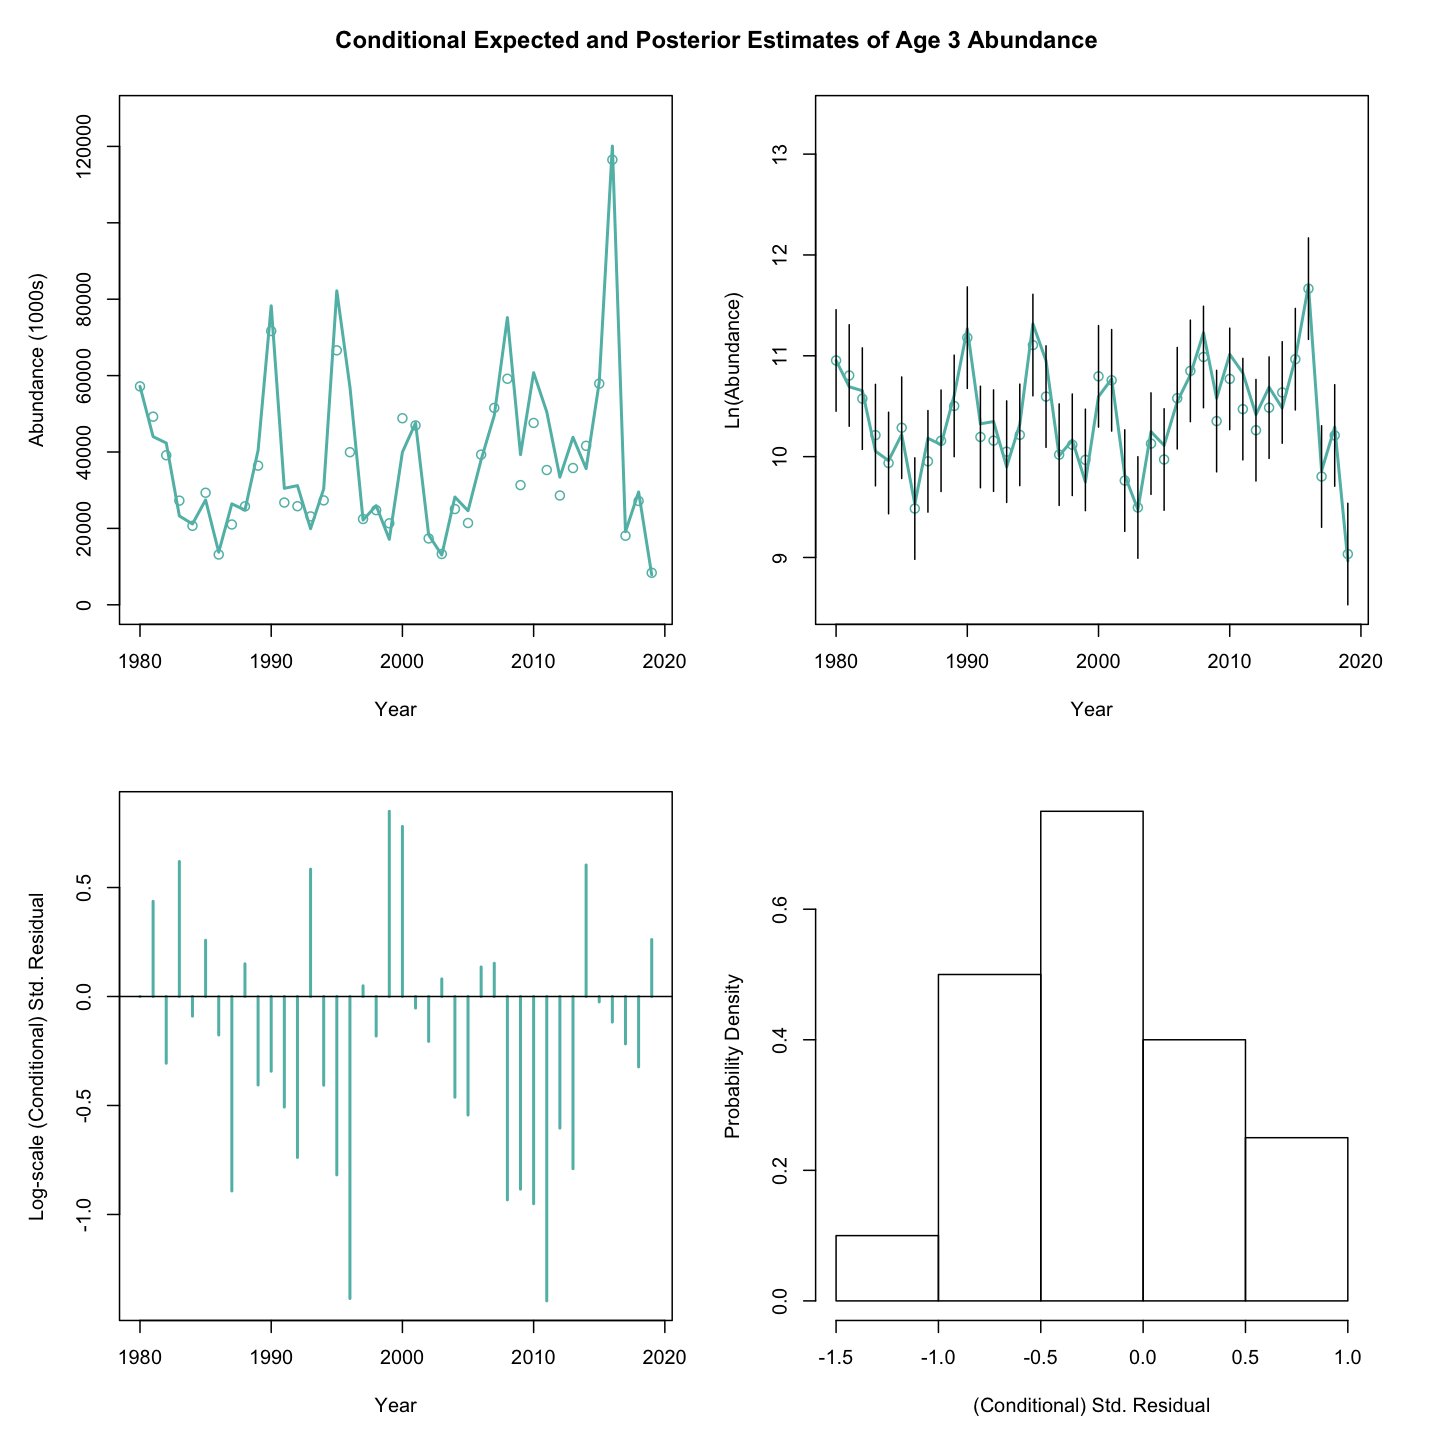 Conditional Expected and Posterior Estimates of Age 3 Abundance
Abundance (1000s)
120000
80000
60000
40000
20000
0
1980 1990 2000 2010 2020
Year
Ln(Abundance)
13
12
11
10
9
1980 1990 2000 2010 2020
Year
Log-scale (Conditional) Std. Residual
0.5
0.0
-0.5
-1.0
1980 1990 2000 2010 2020
Year
Probability Density
0.6
0.4
0.2
0.0
-1.5 -1.0 -0.5 0.0 0.5 1.0
(Conditional) Std. Residual